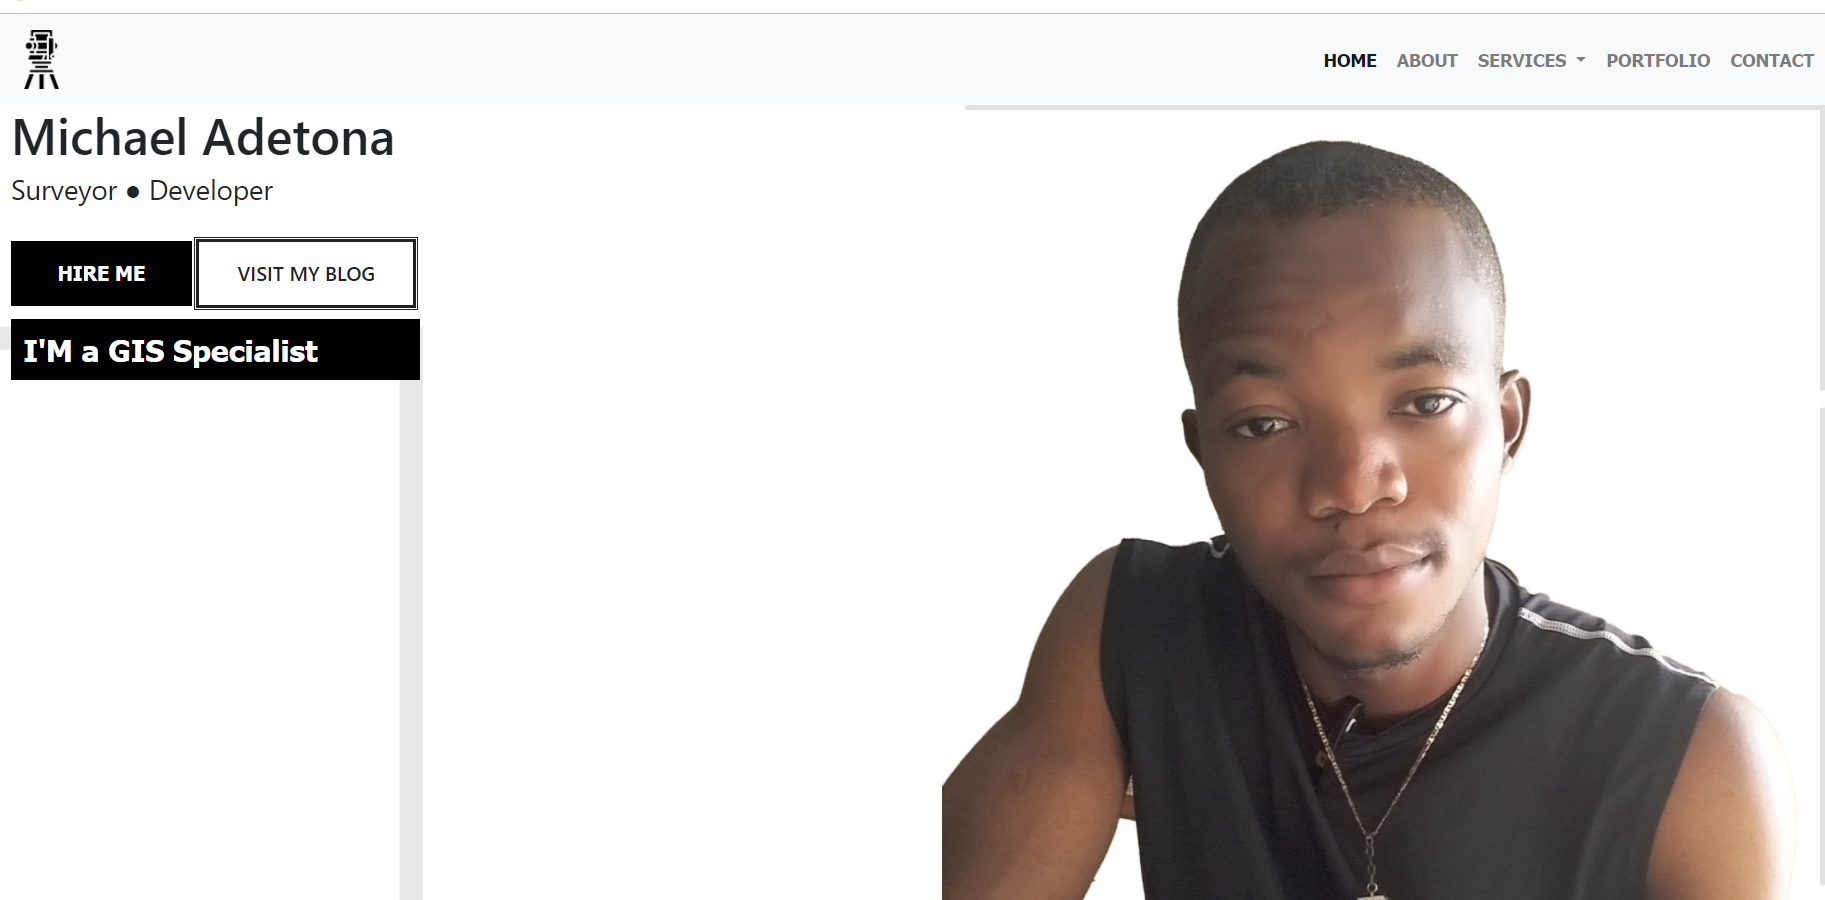 HOME ABOUT SERVICES PORTFOLIO CONTACT
Michael Adetona
Surveyor ● Developer
HIRE ME VISIT MY BLOG
I'M a GIS Specialist